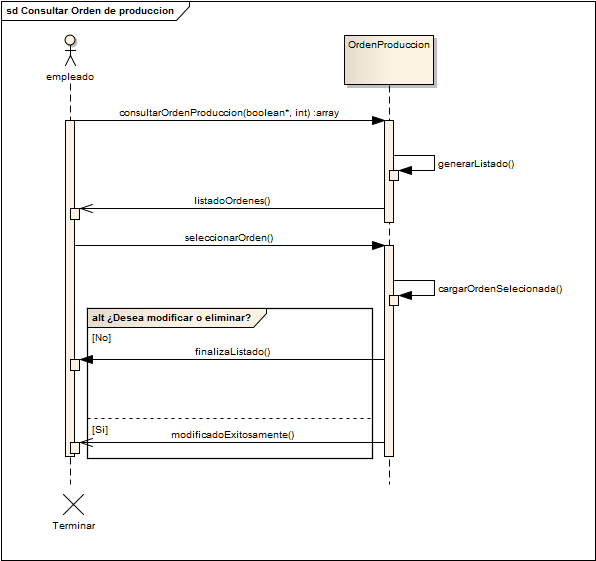 sd Consultar Orden de produccion
OrdenProduccion
empleado
consultarOrdenProduccion(boolean*, int) :array
generarListado()
listadoOrdenes()
seleccionarOrden()
cargarOrdenSelecionada()
alt ¿Desea modificar o eliminar?
[No]
finalizaListado()
[Si]
modificadoExitosamente()
Terminar